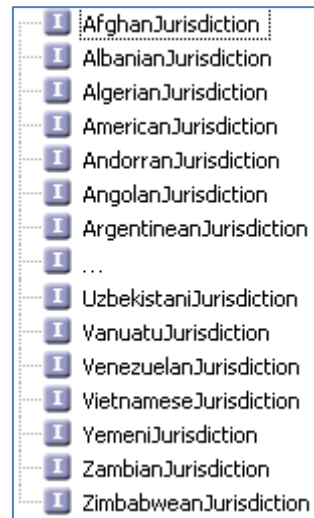 I AfghanJurisdiction
I AlbanianJurisdiction
I AlgerianJurisdiction
I AmericanJurisdiction
I AndorranJurisdiction
I AngolanJurisdiction
I ArgentineanJurisdiction
I ...
I UzbekistaniJurisdiction
I VanuatuJurisdiction
I VenezuelanJurisdiction
I VietnameseJurisdiction
I YemeniJurisdiction
I ZambianJurisdiction
I ZimbabweanJurisdiction